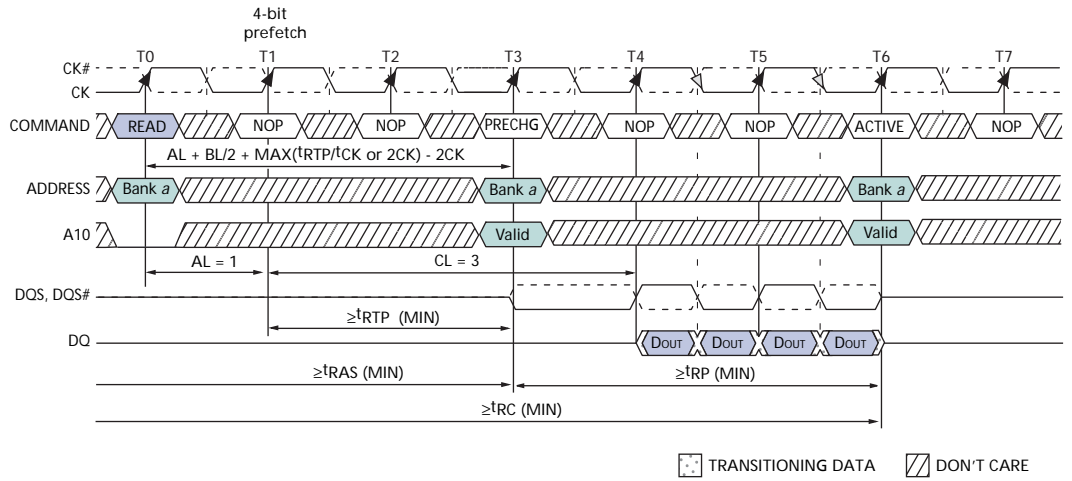 4-bit
prefetch
T0 T1 T2 T3 T4 T5 T6 T7
CK#
CK
COMMAND READ NOP NOP PRECHG NOP NOP ACTIVE NOP
AL + BL/2 + MAX(tRTP/tCK or 2CK) - 2CK
ADDRESS Bank a Bank a Bank a
A10 Valid Valid
AL = 1 CL = 3
DQS, DQS#
≥tRTP (MIN)
DQ DOUT DOUT DOUT DOUT
≥tRAS (MIN) ≥tRP (MIN)
≥tRC (MIN)
TRANSITIONING DATA DON'T CARE